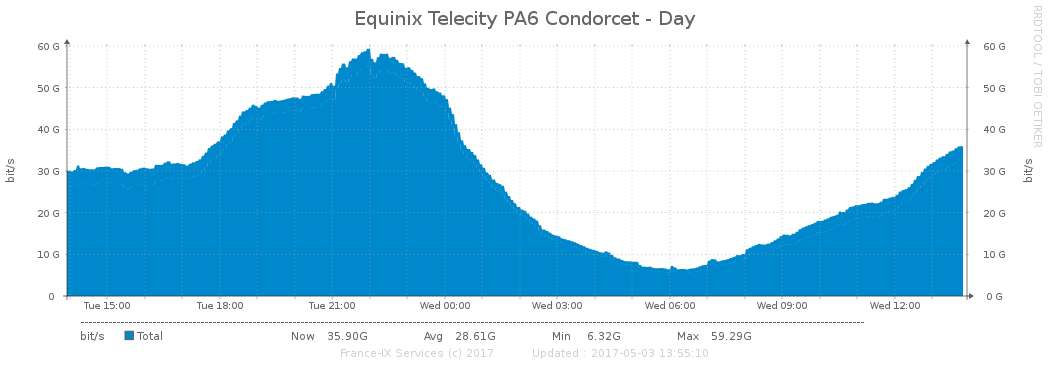 Equinix Telecity PA6 Condorcet - Day
RRDTOOL / TOBI OETIKER
bit/s
60 G
50 G
40 G
30 G
20 G
10 G
0
60 G
50 G
40 G
30 G
20 G
10 G
0 G
bit/s
Tue 15:00 Tue 18:00 Tue 21:00 Wed 00:00 Wed 03:00 Wed 06:00 Wed 09:00 Wed 12:00
bit/s Total Now 35.90G Avg 28.61G Min 6.32G Max 59.29G
France-IX Services (c) 2017 Updated : 2017-05-03 13:55:10